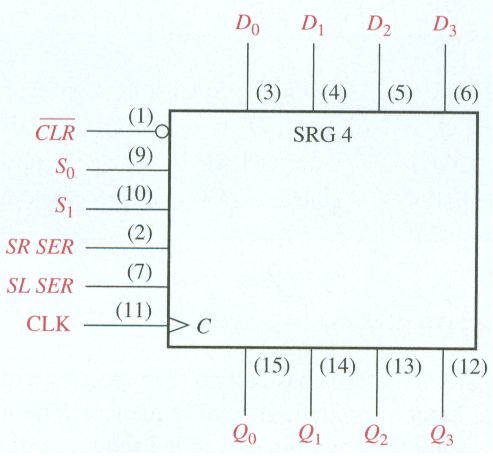 D0 D1 D2 D3
(3) (4) (5) (6)
SRG 4
CLR (1)
S0 (9)
S1 (10)
SR SER (2)
SL SER (7)
CLK (11) C
(15) (14) (13) (12)
Q0 Q1 Q2 Q3